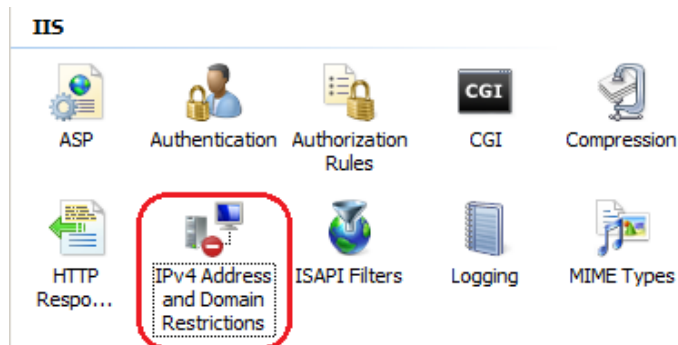 IIS
CGI
ASP
Authentication
Authorization
Rules
CGI
Compression
HTTP
Respo...
IPv4 Address
and Domain
Restrictions
ISAPI Filters
Logging
MIME Types